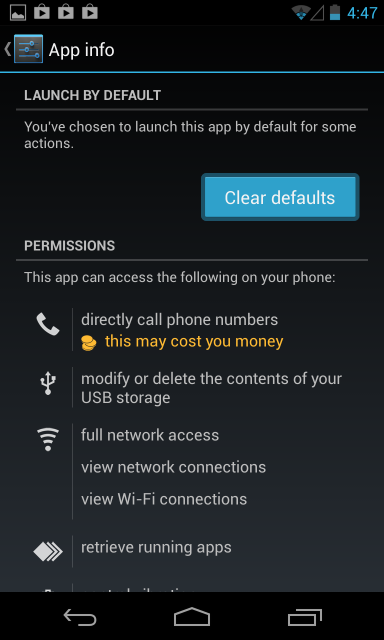 4:47
App info
LAUNCH BY DEFAULT
You've chosen to launch this app by default for some
actions.
Clear defaults
PERMISSIONS
This app can access the following on your phone:
directly call phone numbers
this may cost you money
modify or delete the contents of your
USB storage
full network access
view network connections
view Wi-Fi connections
retrieve running apps